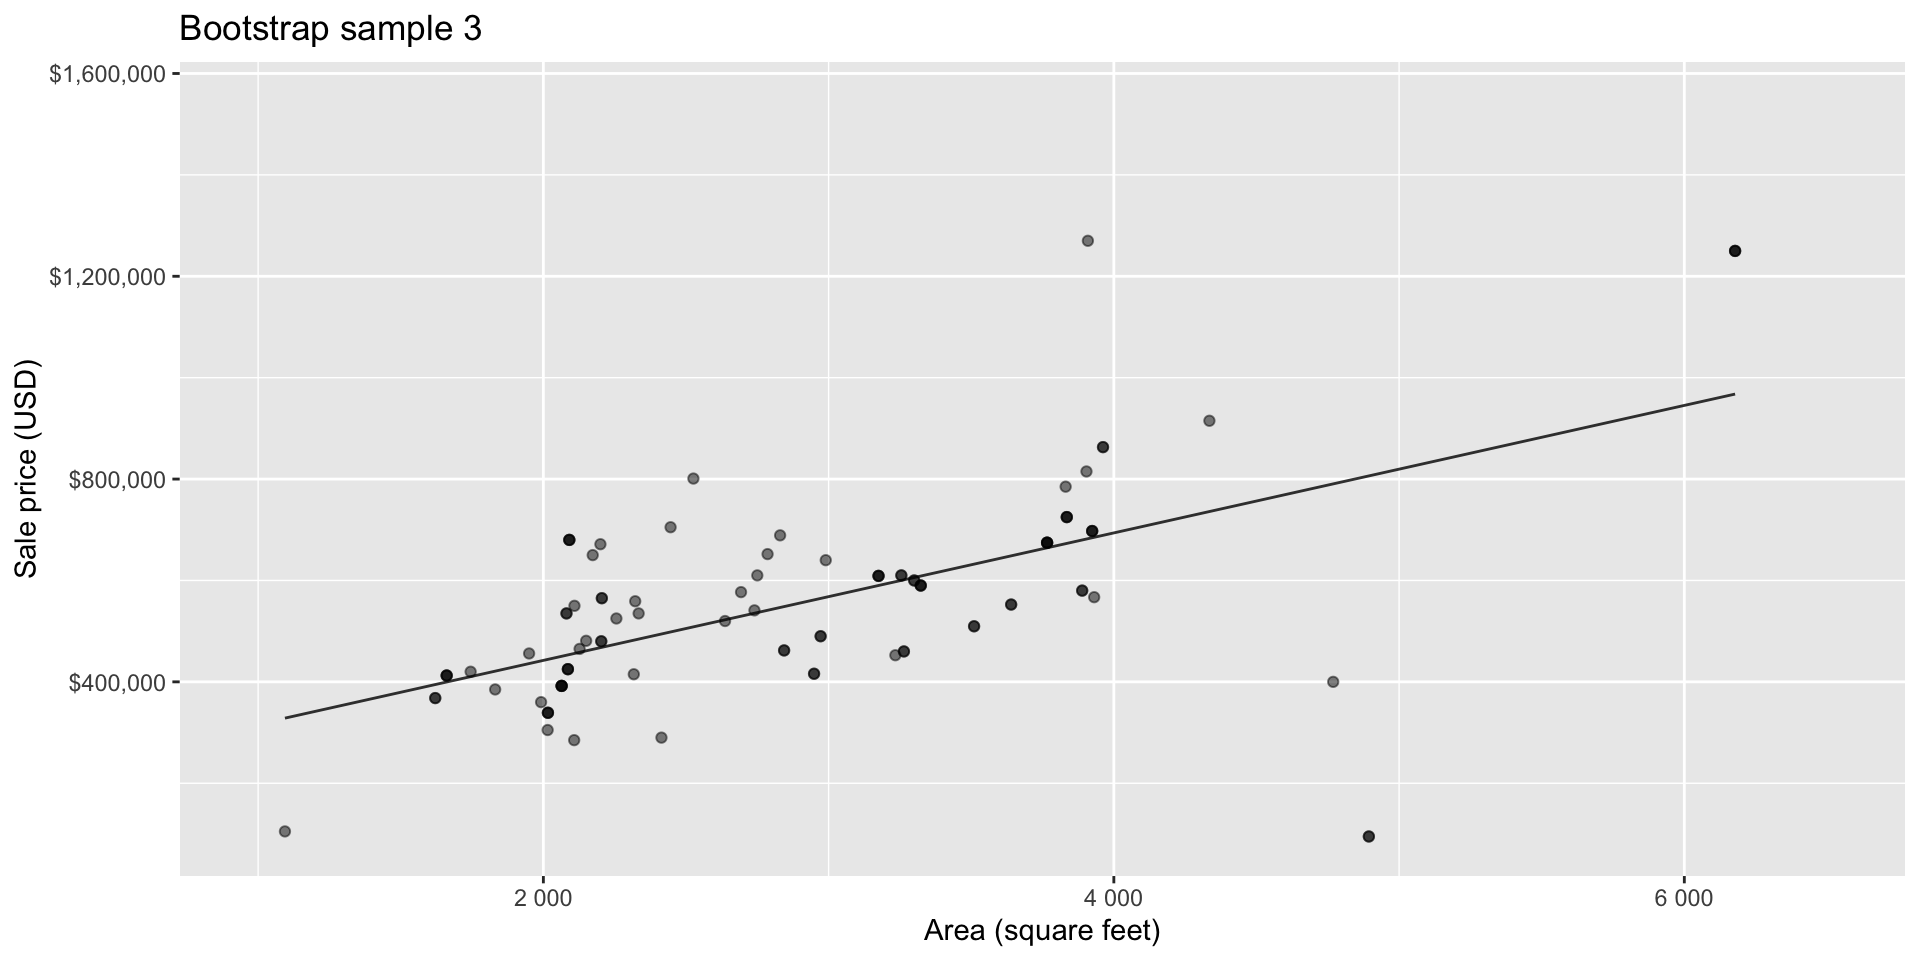 Bootstrap sample 3
$1,600,000
$1,200,000
$800,000
$400,000
Sale price (USD)
2 000
4 000
6 000
Area (square feet)